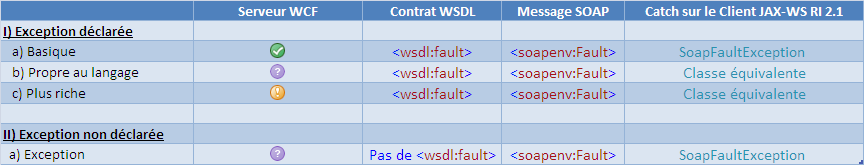 Serveur WCF Contrat WSDL Message SOAP Catch sur le Client JAX-WS RI 2.1
I) Exception déclarée
a) Basique <wsdl:fault> <soapenv:Fault> SoapFaultException
b) Propre au langage ? <wsdl:fault> <soapenv:Fault> Classe équivalente
c) Plus riche ! <wsdl:fault> <soapenv:Fault> Classe équivalente
II) Exception non déclarée
a) Exception ? Pas de <wsdl:fault> <soapenv:Fault> SoapFaultException